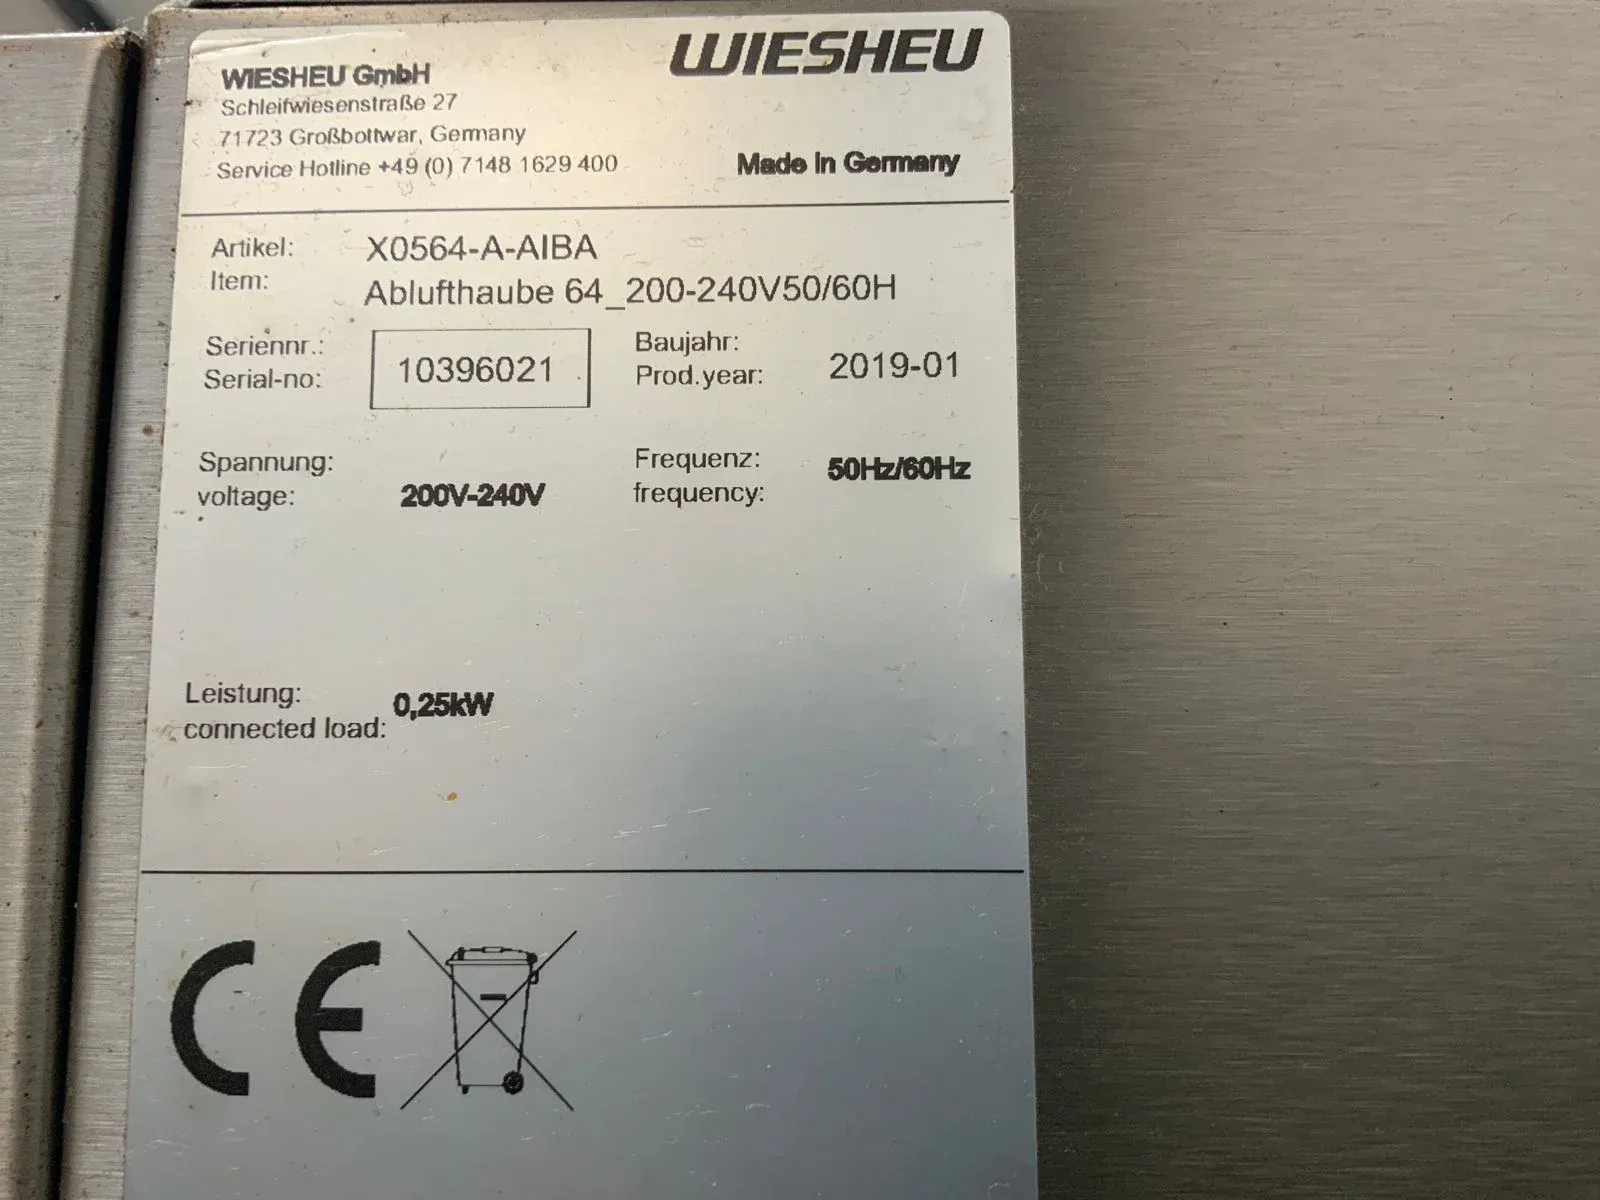 WIESHEU
WIESHEU GmbH
Schleifwiesenstraße 27
71723 Großbottwar, Germany
Service Hotline +49 (0) 7148 1629 400
Made in Germany
Artikel: X0564-A-AIBA
Item: Ablufthaube 64_200-240V50/60H
Seriennr.:
Serial-no: 10396021
Baujahr:
Prod.year: 2019-01
Spannung:
voltage: 200V-240V
Frequenz: 50Hz/60Hz
frequency:
Leistung: 0,25kW
connected load:
CE